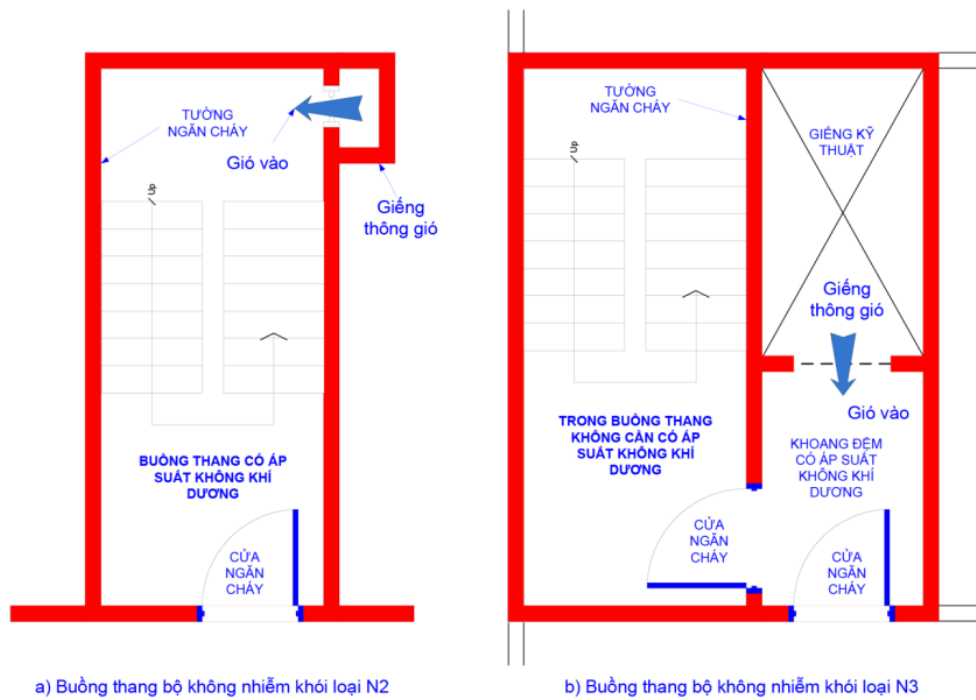 TƯỜNG
NGĂN CHÁY
Gió vào
Up
Giếng
thông gió
BUỒNG THANG CÓ ÁP
SUẤT KHÔNG KHÍ
DƯƠNG
CỬA
NGĂN
CHÁY
a) Buồng thang bộ không nhiễm khói loại N2
TƯỜNG
NGĂN CHÁY
GIẾNG KỸ
THUẬT
Up
Giếng
thông gió
Gió vào
TRONG BUỒNG THANG
KHÔNG CẦN CÓ ÁP
SUẤT KHÔNG KHÍ
DƯƠNG
KHOANG ĐỆM
CÓ ÁP SUẤT
KHÔNG KHÍ
DƯƠNG
CỬA
NGĂN
CHÁY
CỬA
NGĂN
CHÁY
b) Buồng thang bộ không nhiễm khói loại N3